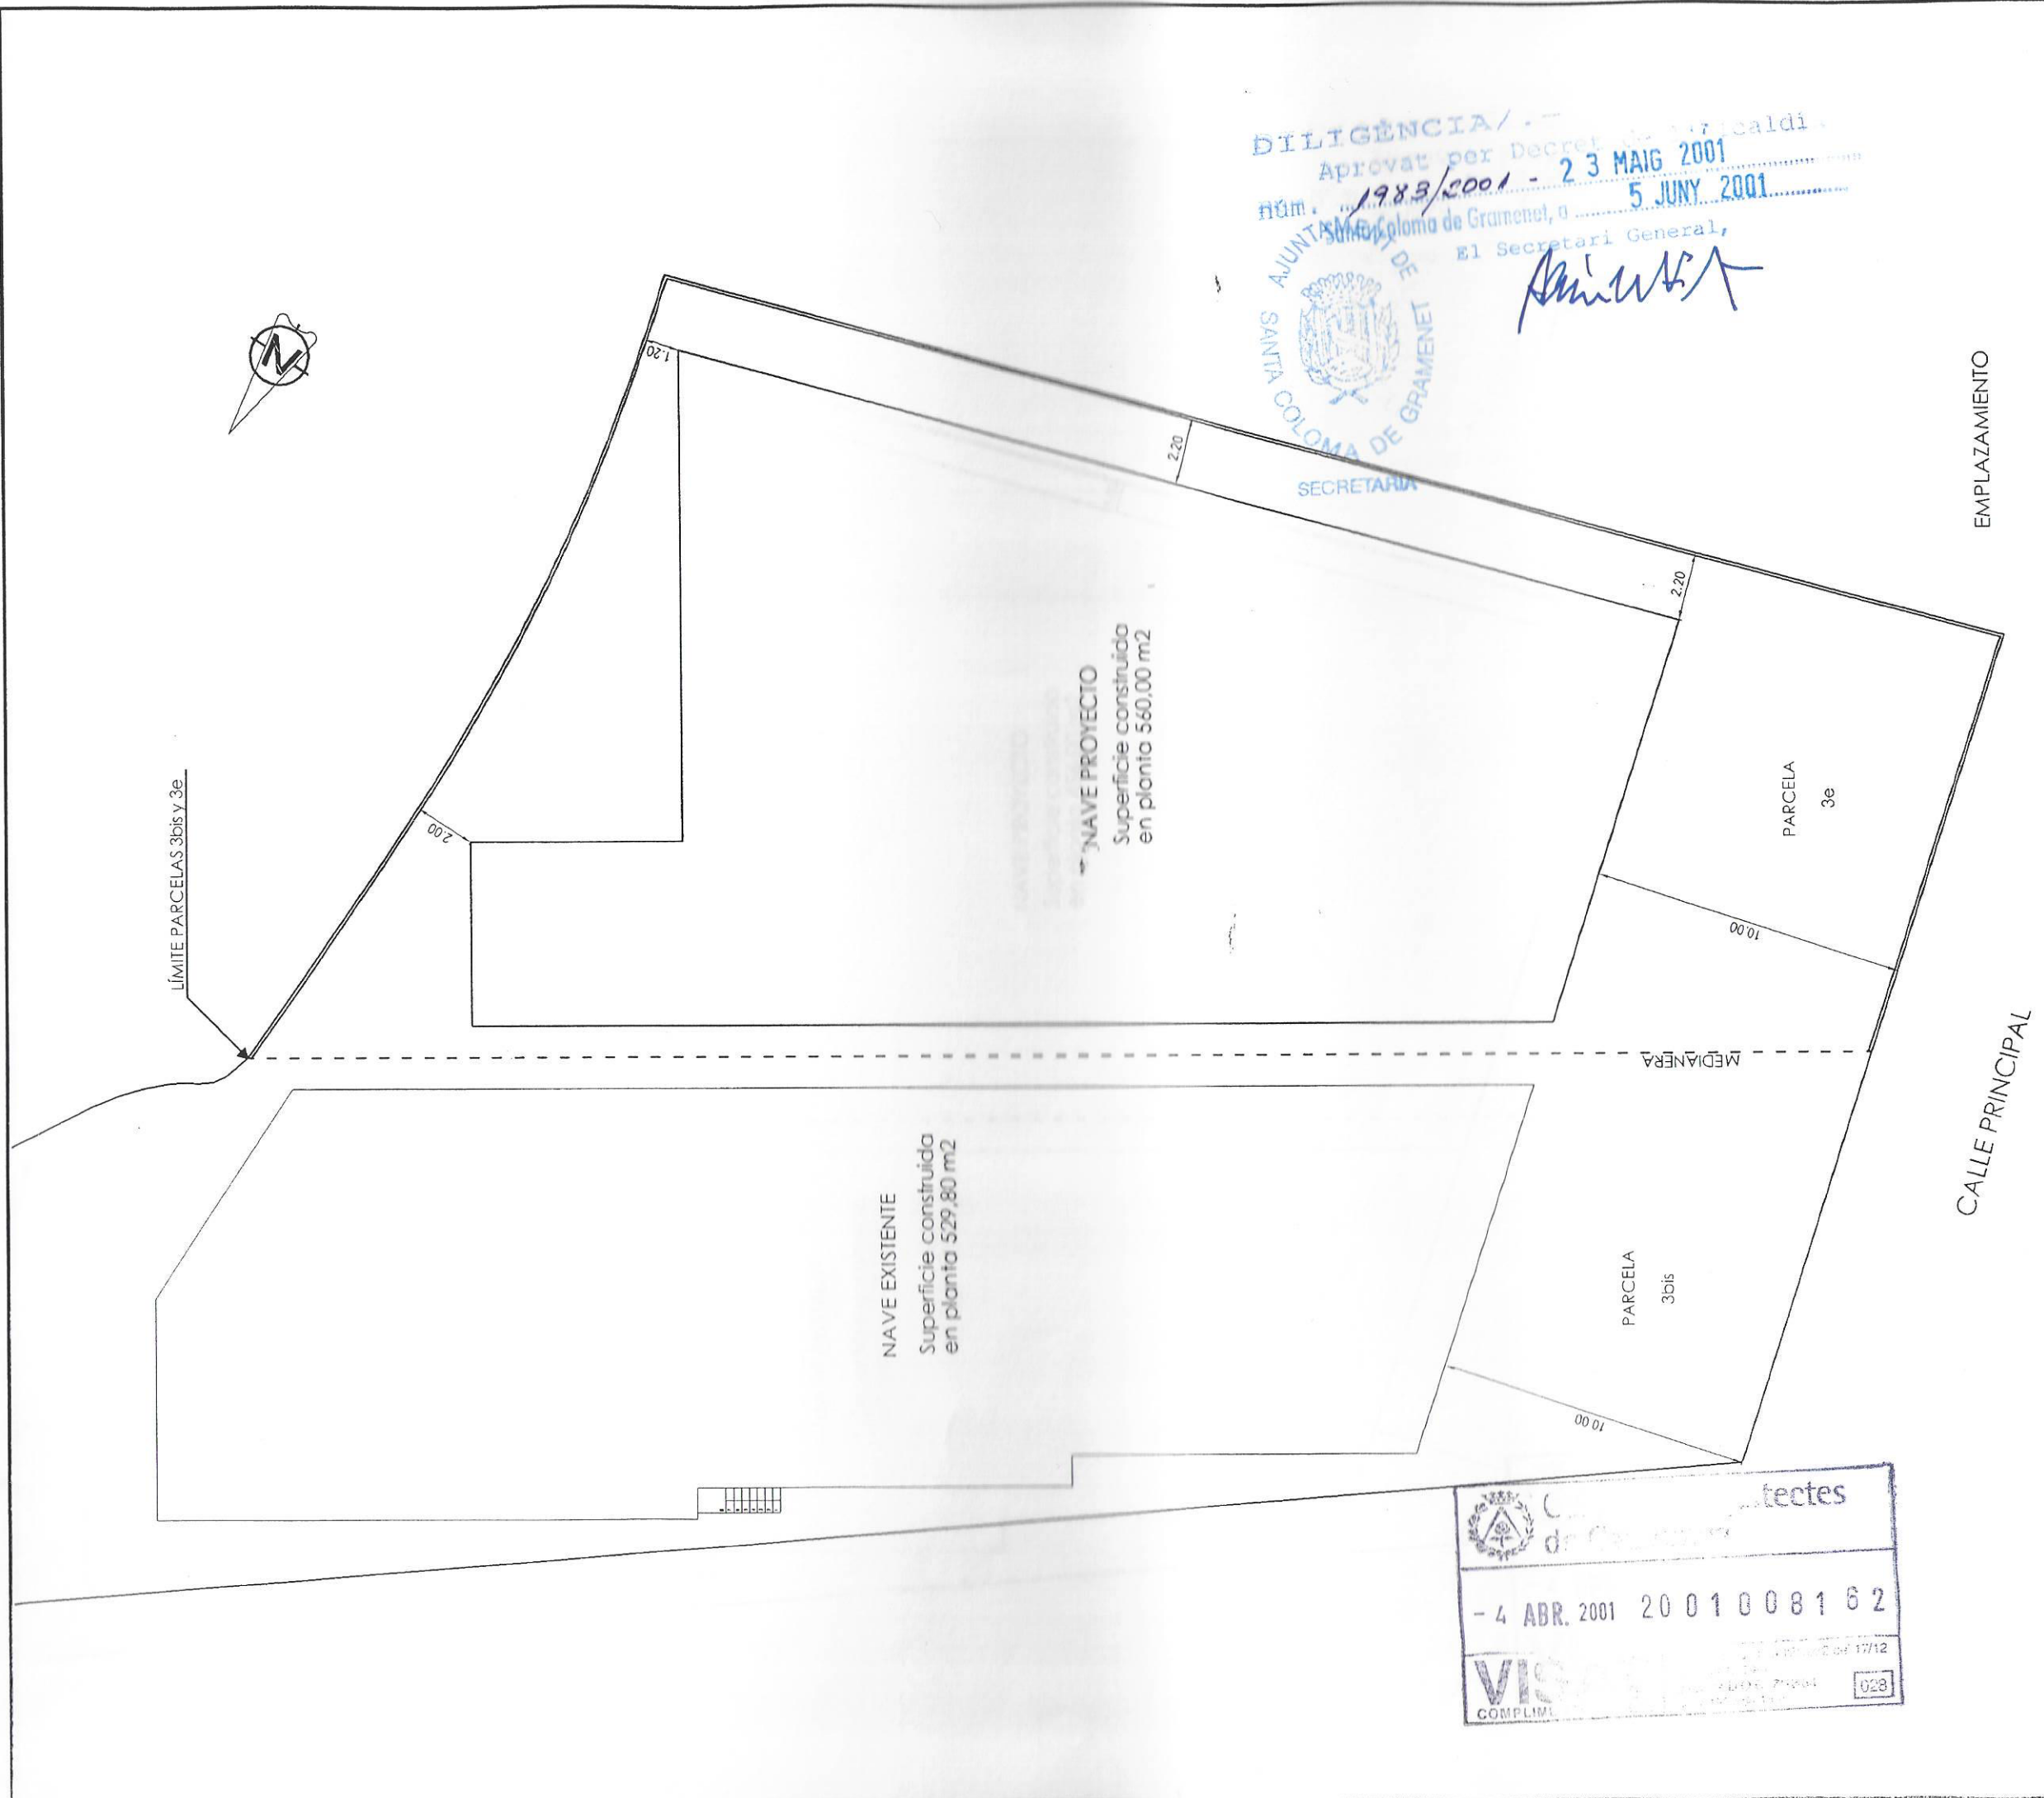 DILIGÈNCIA/.-
Aprovat per Decret
núm. 1983/2001 - 23 MAIG 2001
Santa Coloma de Gramenet, a 5 JUNY 2001
El Secretari General,
AJUNTAMENT DE
SANTA COLOMA DE GRAMENET
SECRETARIA
N
EMPLAZAMIENTO
LÍMITE PARCELAS 3bis y 3e
1.20
2.20
2.20
2.00
NAVE PROYECTO
Superficie construida
en planta 560,00 m2
PARCELA
3e
10.00
MEDIANERA
CALLE PRINCIPAL
NAVE EXISTENTE
Superficie construida
en planta 529,80 m2
PARCELA
3bis
10.00
- 4 ABR. 2001 2001008162
17/12
028